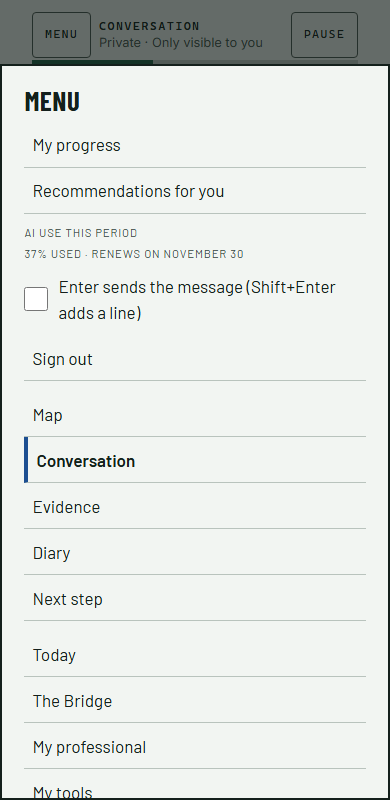 MENU
CONVERSATION
Private · Only visible to you
PAUSE
MENU
My progress
Recommendations for you
AI USE THIS PERIOD
37% USED · RENEWS ON NOVEMBER 30
Enter sends the message (Shift+Enter
adds a line)
Sign out
Map
Conversation
Evidence
Diary
Next step
Today
The Bridge
My professional
My tools